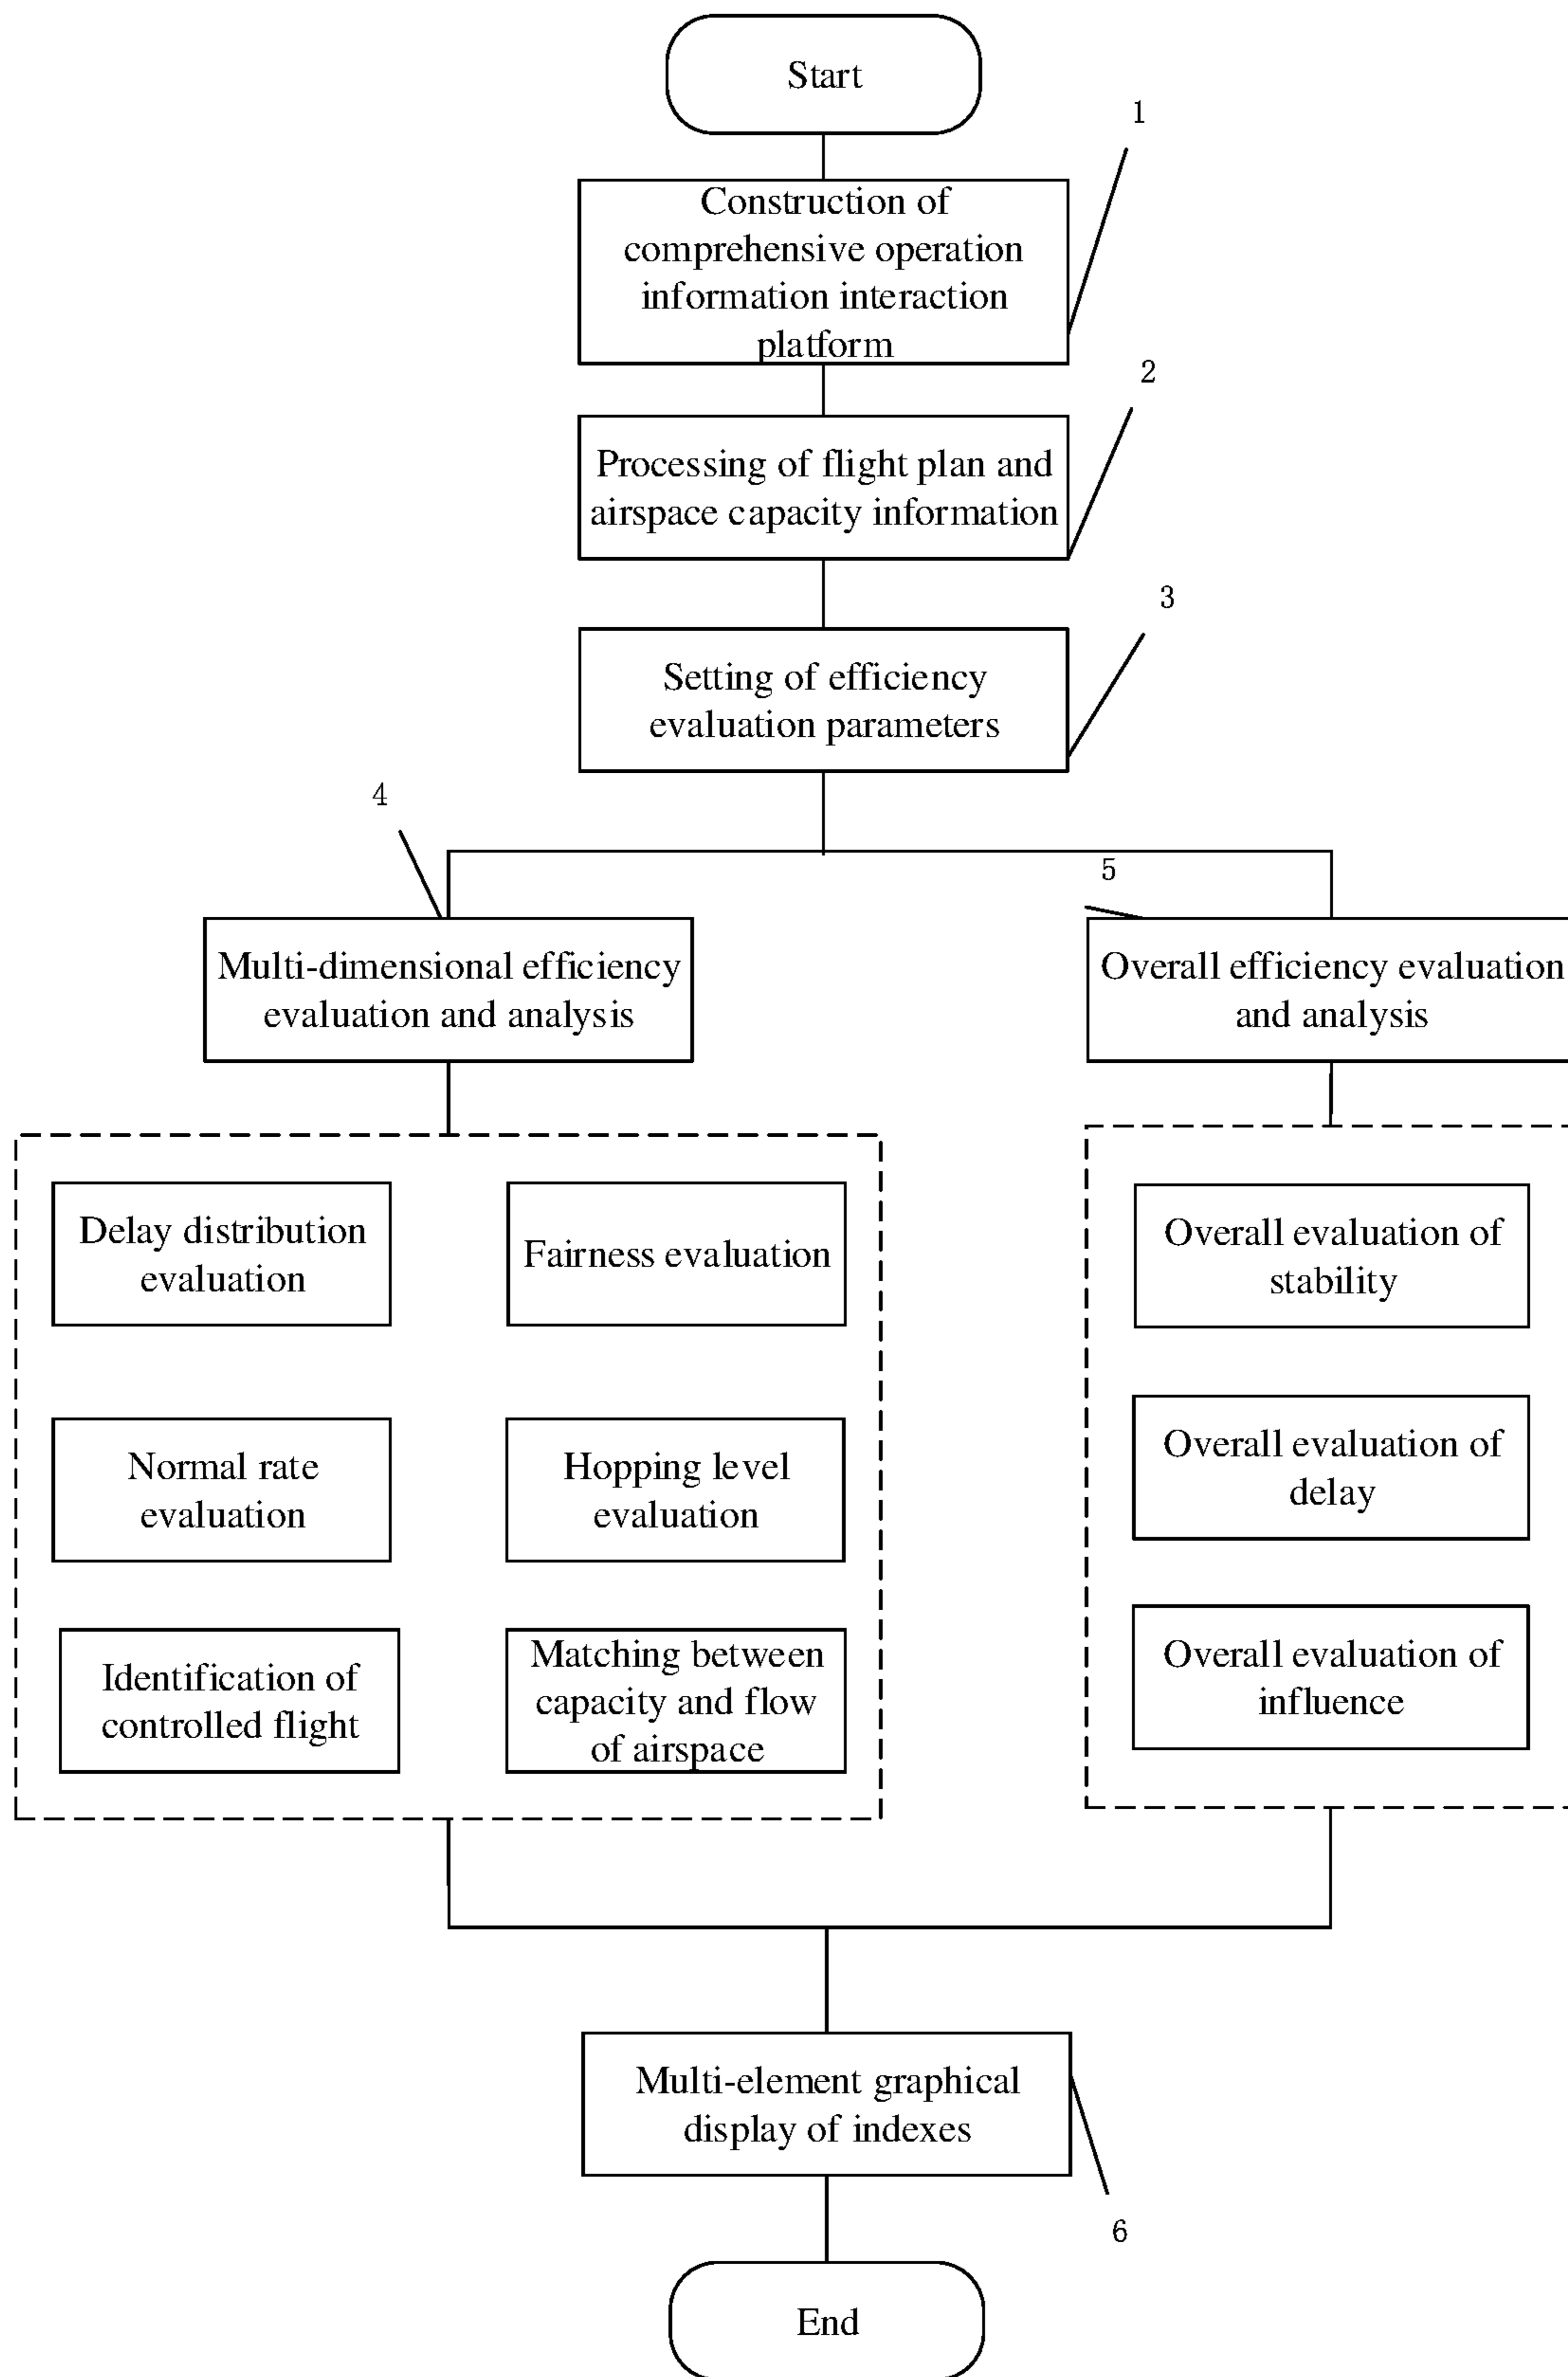 Start
1
Construction of
comprehensive operation
information interaction
platform
2
Processing of flight plan and
airspace capacity information
3
Setting of efficiency
evaluation parameters
4
5
Multi-dimensional efficiency
evaluation and analysis
Overall efficiency evaluation
and analysis
Delay distribution
evaluation
Fairness evaluation
Normal rate
evaluation
Hopping level
evaluation
Identification of
controlled flight
Matching between
capacity and flow
of airspace
Overall evaluation of
stability
Overall evaluation of
delay
Overall evaluation of
influence
Multi-element graphical
display of indexes
6
End